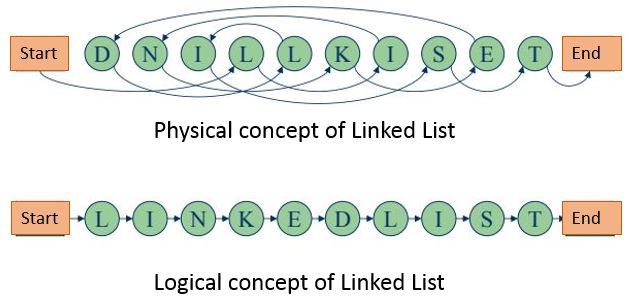 Start D N I L L K I S E T End
Physical concept of Linked List
Start L I N K E D L I S T End
Logical concept of Linked List